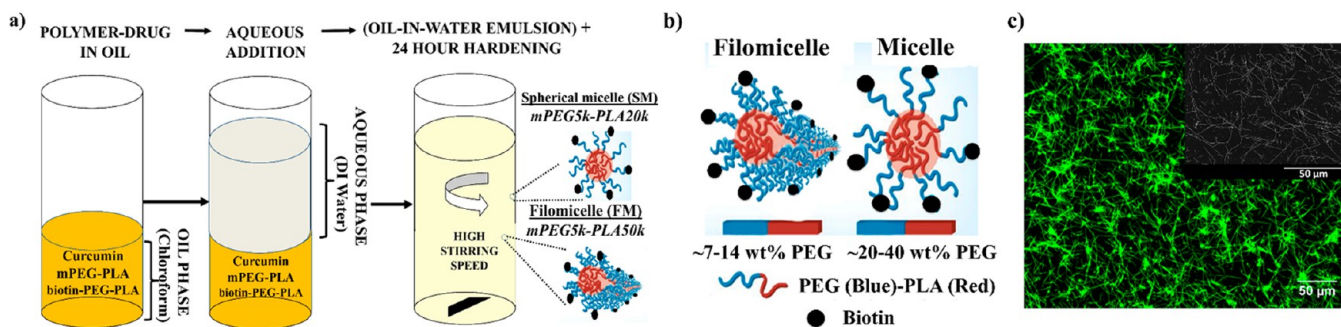 a)
POLYMER-DRUG
IN OIL
AQUEOUS
ADDITION
(OIL-IN-WATER EMULSION) +
24 HOUR HARDENING
Curcumin
mPEG-PLA
biotin-PEG-PLA
OIL PHASE
(Chloroform)
Curcumin
mPEG-PLA
biotin-PEG-PLA
AQUEOUS PHASE
(DI Water)
HIGH
STIRRING
SPEED
Spherical micelle (SM)
mPEG5k-PLA20k
Filomicelle (FM)
mPEG5k-PLA50k
b)
Filomicelle
Micelle
~7-14 wt% PEG
~20-40 wt% PEG
PEG (Blue)-PLA (Red)
Biotin
c)
50 µm
50 µm